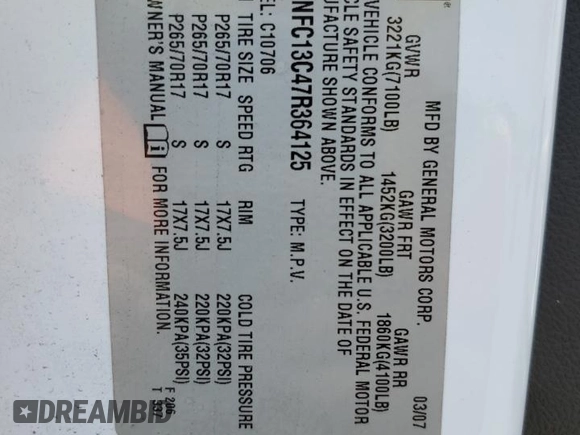 MFD BY GENERAL MOTORS CORP. 03/07
GVWR GAWR FRT GAWR RR
3221KG(7100LB) 1452KG(3200LB) 1860KG(4100LB)
VEHICLE CONFORMS TO ALL APPLICABLE U.S. FEDERAL MOTOR
CLE SAFETY STANDARDS IN EFFECT ON THE DATE OF
UFACTURE SHOWN ABOVE.
NFC13C47R364125 TYPE: M.P.V.
EL: C10706
TIRE SIZE SPEED RTG RIM COLD TIRE PRESSURE
P265/70R17 S 17X7.5J 220KPA(32PSI)
P265/70R17 S 17X7.5J 220KPA(32PSI)
P265/70R17 S 17X7.5J 240KPA(35PSI)
WNER'S MANUAL FOR MORE INFORMATION.
F 206
T 337
DREAMBID